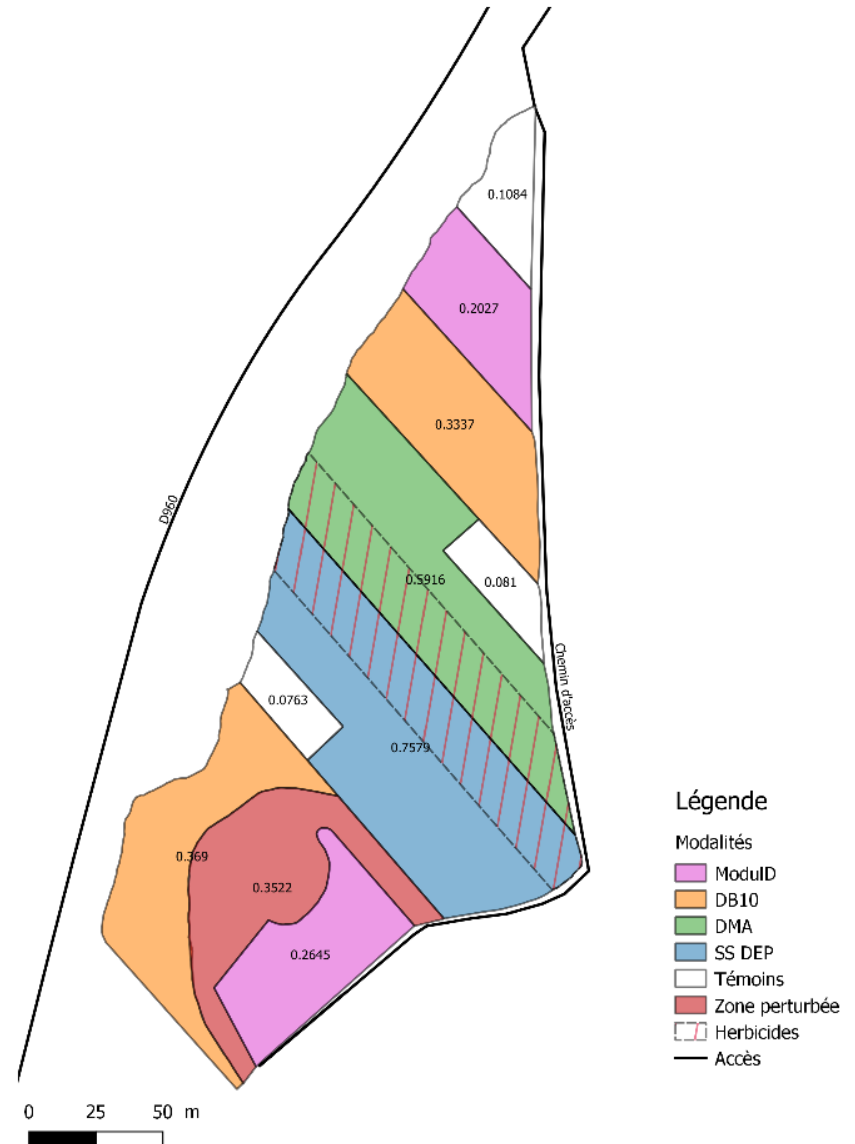 0.1084
0.2027
0.3337
D960
0.5916
0.081
Chemin d'accès
0.0763
0.7579
0.369
0.3522
0.2645
Légende
Modalités
ModulD
DB10
DMA
SS DEP
Témoins
Zone perturbée
Herbicides
Accès
0 25 50 m